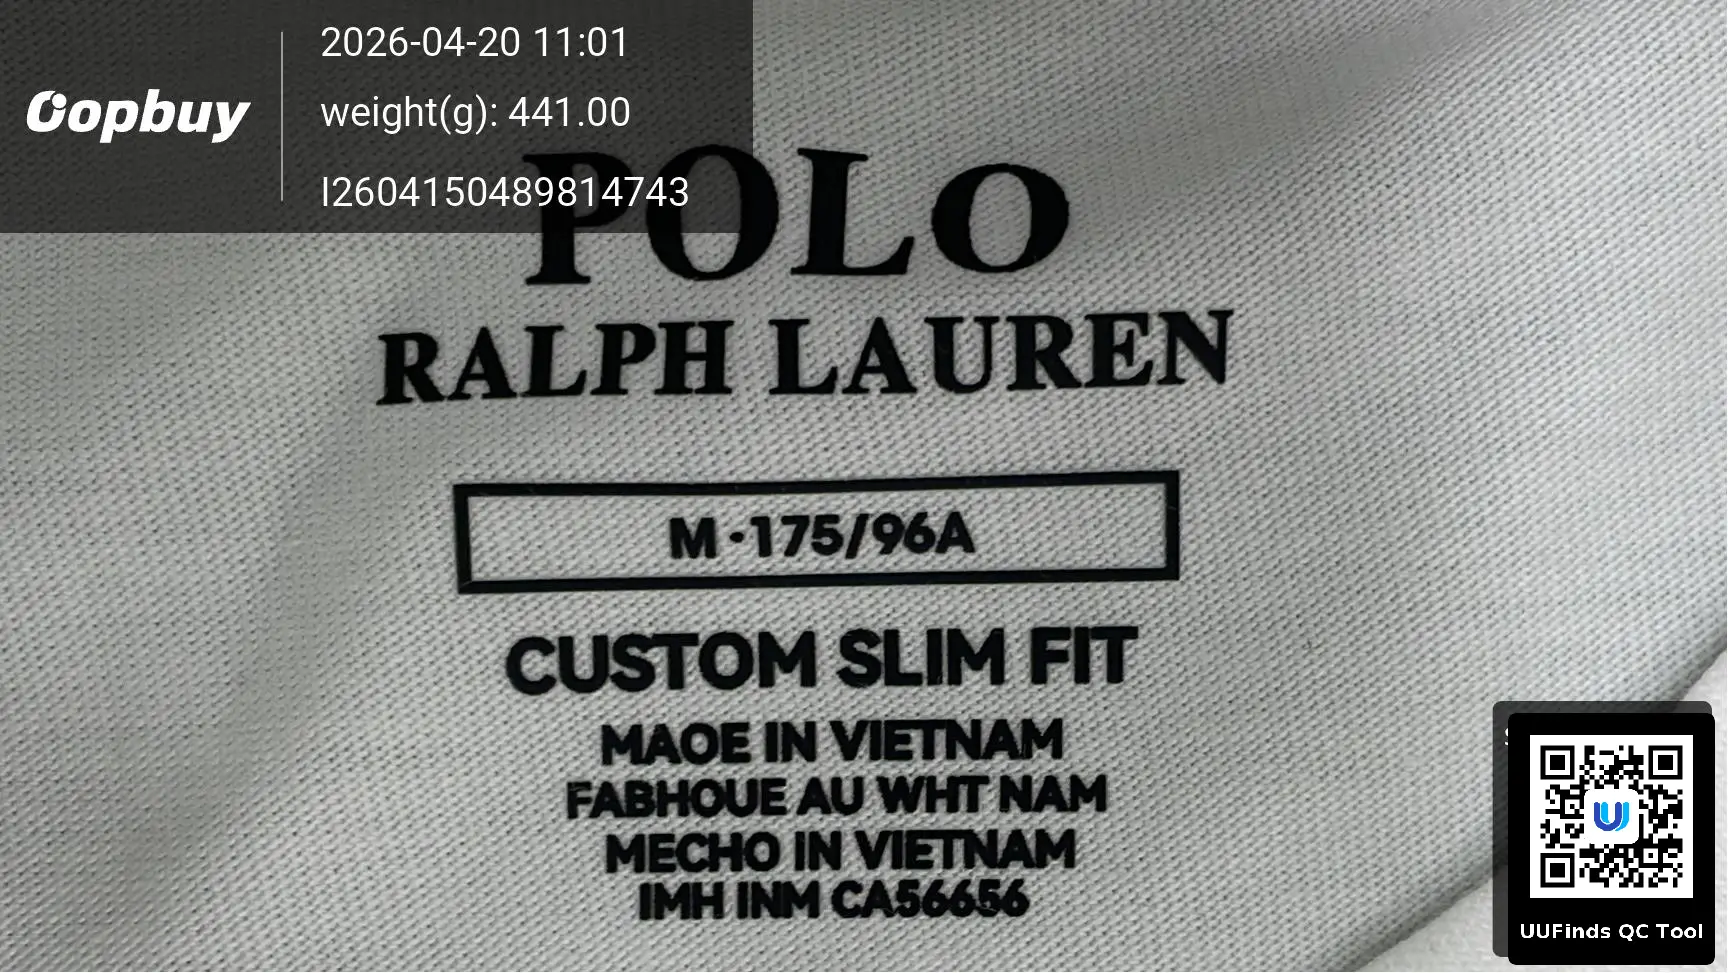 Oopbuy
2026-04-20 11:01
weight(g): 441.00
I2604150489814743
POLO
RALPH LAUREN
M·175/96A
CUSTOM SLIM FIT
MAOE IN VIETNAM
FABHOUE AU WHT NAM
MECHO IN VIETNAM
IMH INM CA56656
UUFinds QC Tool